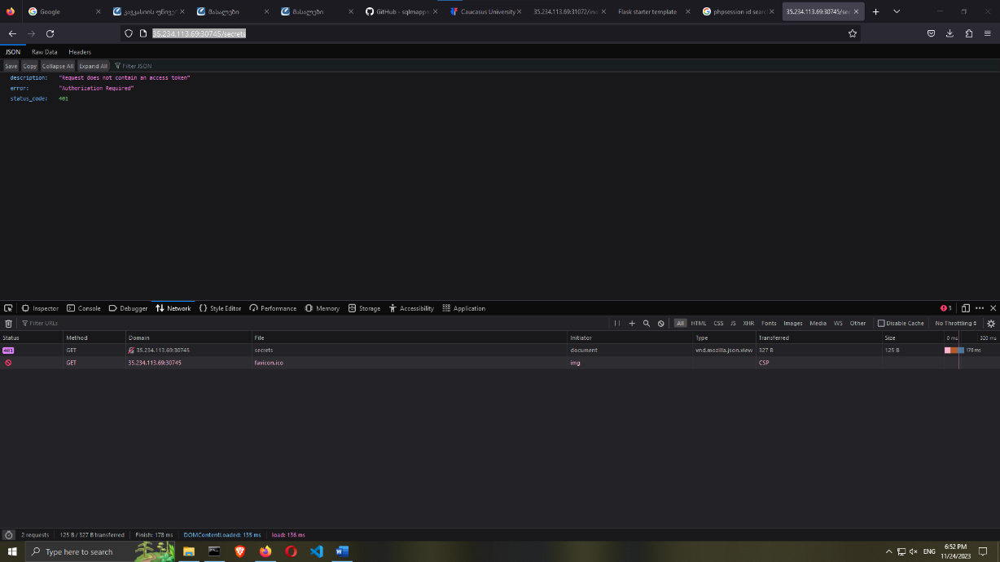 Google
კავკასიის უნივერ
მასალები
მასალები
GitHub - sqlmappro
Caucasus University
35.234.113.69:31072/ind
Flask starter template
phpsession id search
35.234.113.69:30745/sec
35.234.113.69:30745/secrets
JSON Raw Data Headers
Save Copy Collapse All Expand All Filter JSON
description: "Request does not contain an access token"
error: "Authorization Required"
status_code: 401
Inspector Console Debugger Network Style Editor Performance Memory Storage Accessibility Application 3
Filter URLs All HTML CSS JS XHR Fonts Images Media WS Other Disable Cache No Throttling
Status Method Domain File Initiator Type Transferred Size 0 ms 320 ms
401 GET 35.234.113.69:30745 secrets document vnd.mozilla.json.view 327 B 125 B 178 ms
GET 35.234.113.69:30745 favicon.ico img CSP
2 requests 125 B / 327 B transferred Finish: 178 ms DOMContentLoaded: 135 ms load: 136 ms
Type here to search
ENG
6:52 PM
11/24/2023